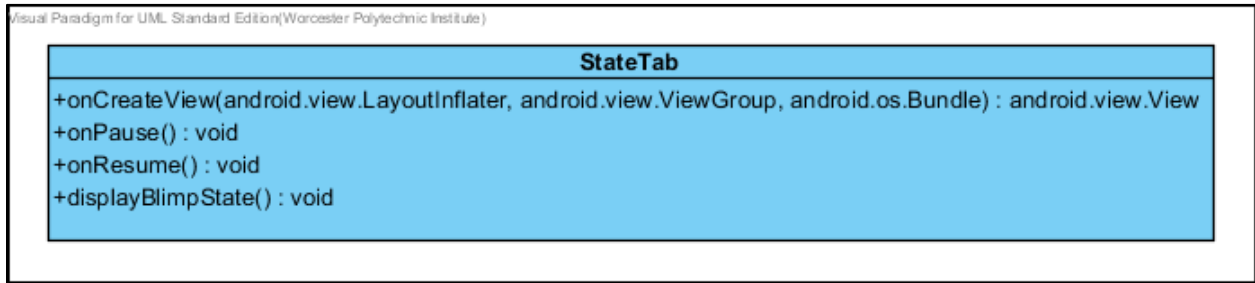 Visual Paradigm for UML Standard Edition(Worcester Polytechnic Institute)
StateTab
+onCreateView(android.view.LayoutInflater, android.view.ViewGroup, android.os.Bundle) : android.view.View
+onPause() : void
+onResume() : void
+displayBlimpState() : void